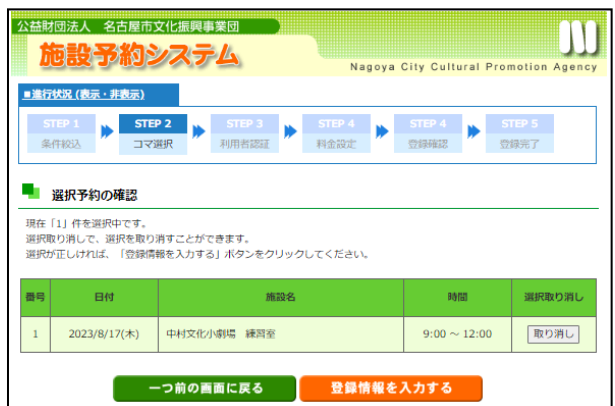 公益財団法人 名古屋市文化振興事業団
施設予約システム
Nagoya City Cultural Promotion Agency
■進行状況 (表示・非表示)
STEP 1 STEP 2 STEP 3 STEP 4 STEP 4 STEP 5
条件絞込 コマ選択 利用者認証 料金設定 登録確認 登録完了
選択予約の確認
現在「1」件を選択中です。
選択取り消しで、選択を取り消すことができます。
選択が正しければ、「登録情報を入力する」ボタンをクリックしてください。
番号 日付 施設名 時間 選択取り消し
1 2023/8/17(木) 中村文化小劇場 練習室 9:00 ～ 12:00 取り消し
一つ前の画面に戻る 登録情報を入力する